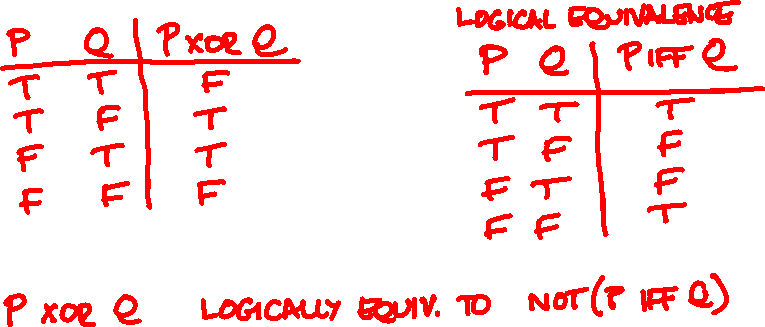 P Q P XOR Q
T T F
T F T
F T T
F F F
LOGICAL EQUIVALENCE
P Q P IFF Q
T T T
T F F
F T F
F F T
P XOR Q LOGICALLY EQUIV. TO NOT(P IFF Q)